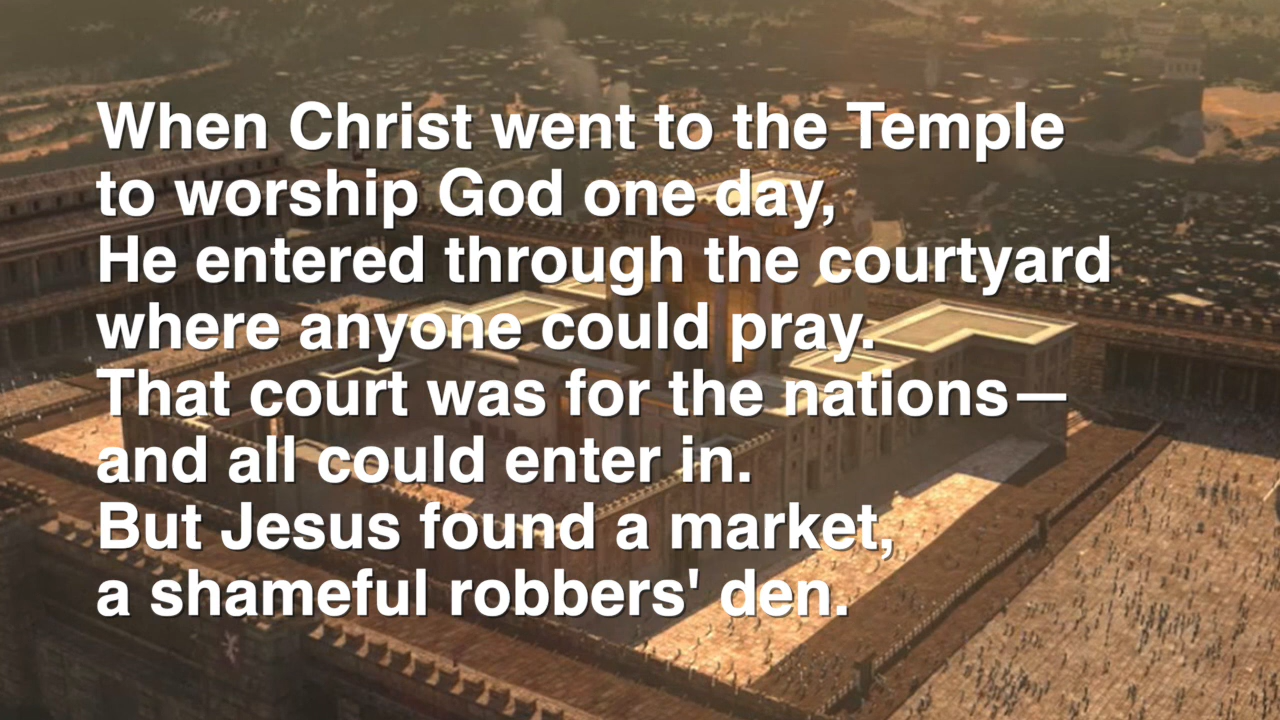 When Christ went to the Temple
to worship God one day,
He entered through the courtyard
where anyone could pray.
That court was for the nations—
and all could enter in.
But Jesus found a market,
a shameful robbers' den.